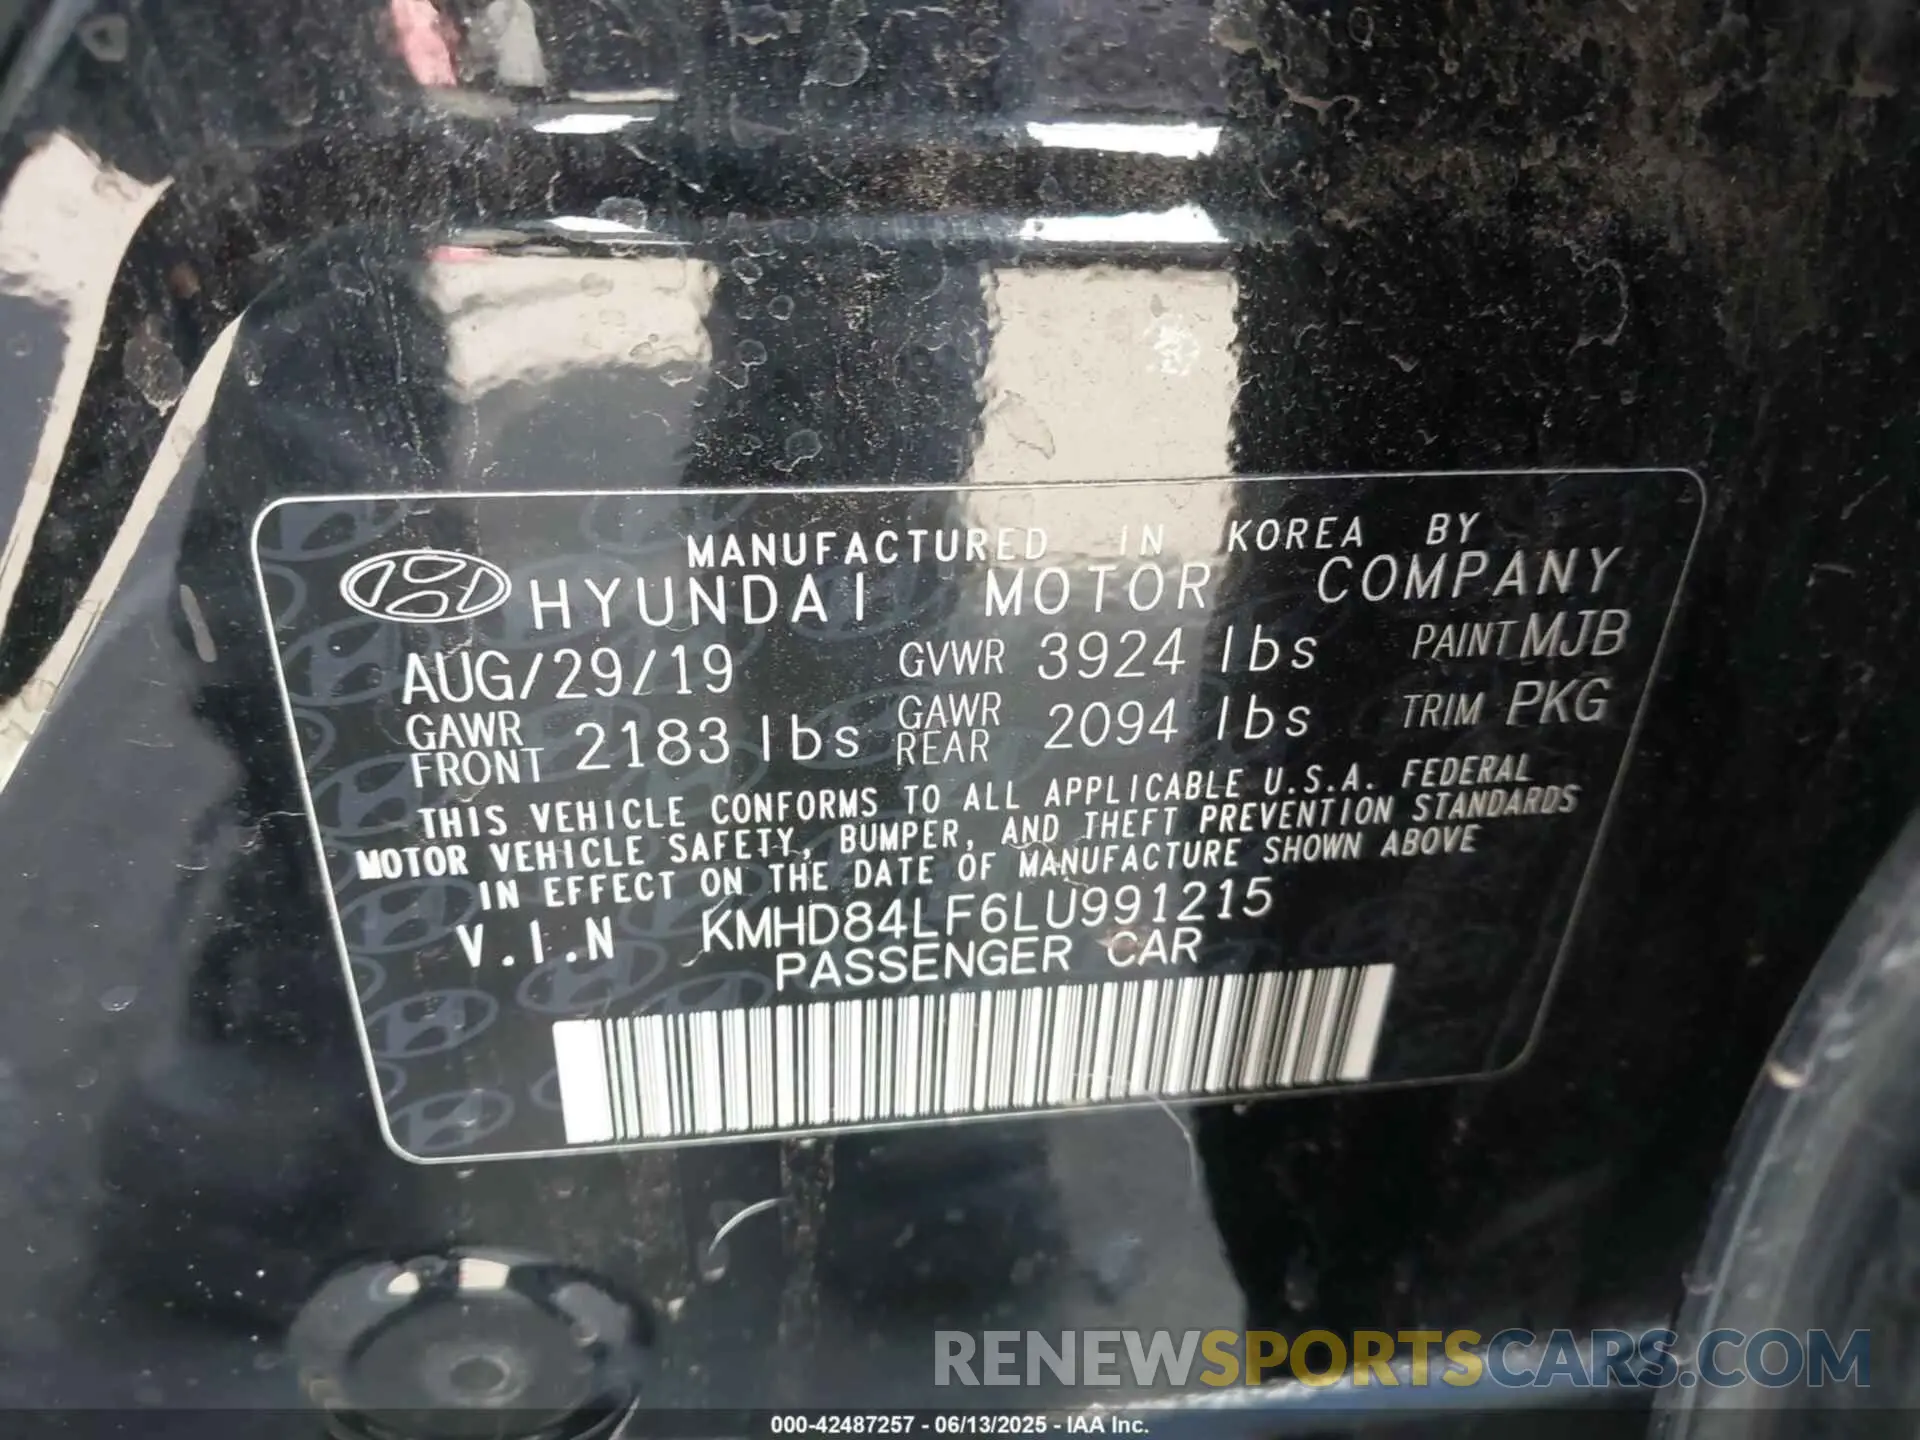 MANUFACTURED IN KOREA BY
HYUNDAI MOTOR COMPANY
AUG/29/19 GVWR 3924 lbs PAINT MJB
GAWR FRONT 2183 lbs GAWR REAR 2094 lbs TRIM PKG
THIS VEHICLE CONFORMS TO ALL APPLICABLE U.S.A. FEDERAL
MOTOR VEHICLE SAFETY, BUMPER, AND THEFT PREVENTION STANDARDS
IN EFFECT ON THE DATE OF MANUFACTURE SHOWN ABOVE
V.I.N KMHD84LF6LU991215
PASSENGER CAR
RENEWSPORTSCARS.COM
000-42487257 - 06/13/2025 - IAA Inc.